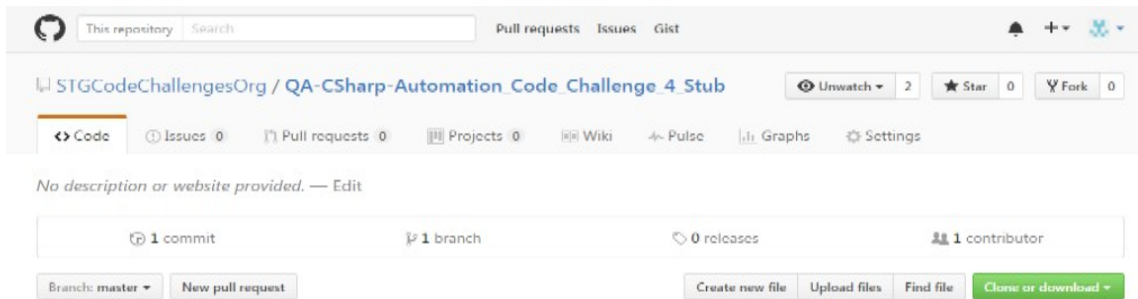 This repository Search Pull requests Issues Gist
STGCodeChallengesOrg / QA-CSharp-Automation_Code_Challenge_4_Stub Unwatch 2 Star 0 Fork 0
Code Issues 0 Pull requests 0 Projects 0 Wiki Pulse Graphs Settings
No description or website provided. — Edit
1 commit 1 branch 0 releases 1 contributor
Branch: master New pull request Create new file Upload files Find file Clone or download